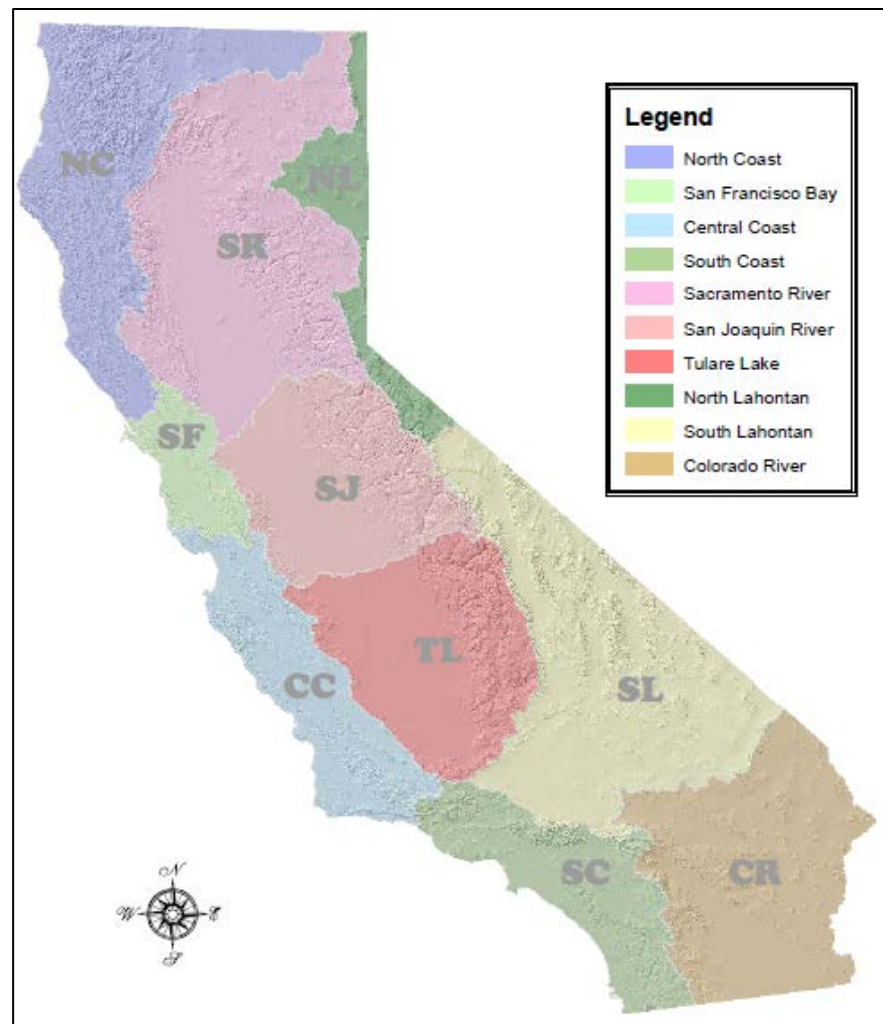 Legend
North Coast
San Francisco Bay
Central Coast
South Coast
Sacramento River
San Joaquin River
Tulare Lake
North Lahontan
South Lahontan
Colorado River
NC
NL
SR
SF
SJ
TL
CC
SL
SC
CR
N
W E
S